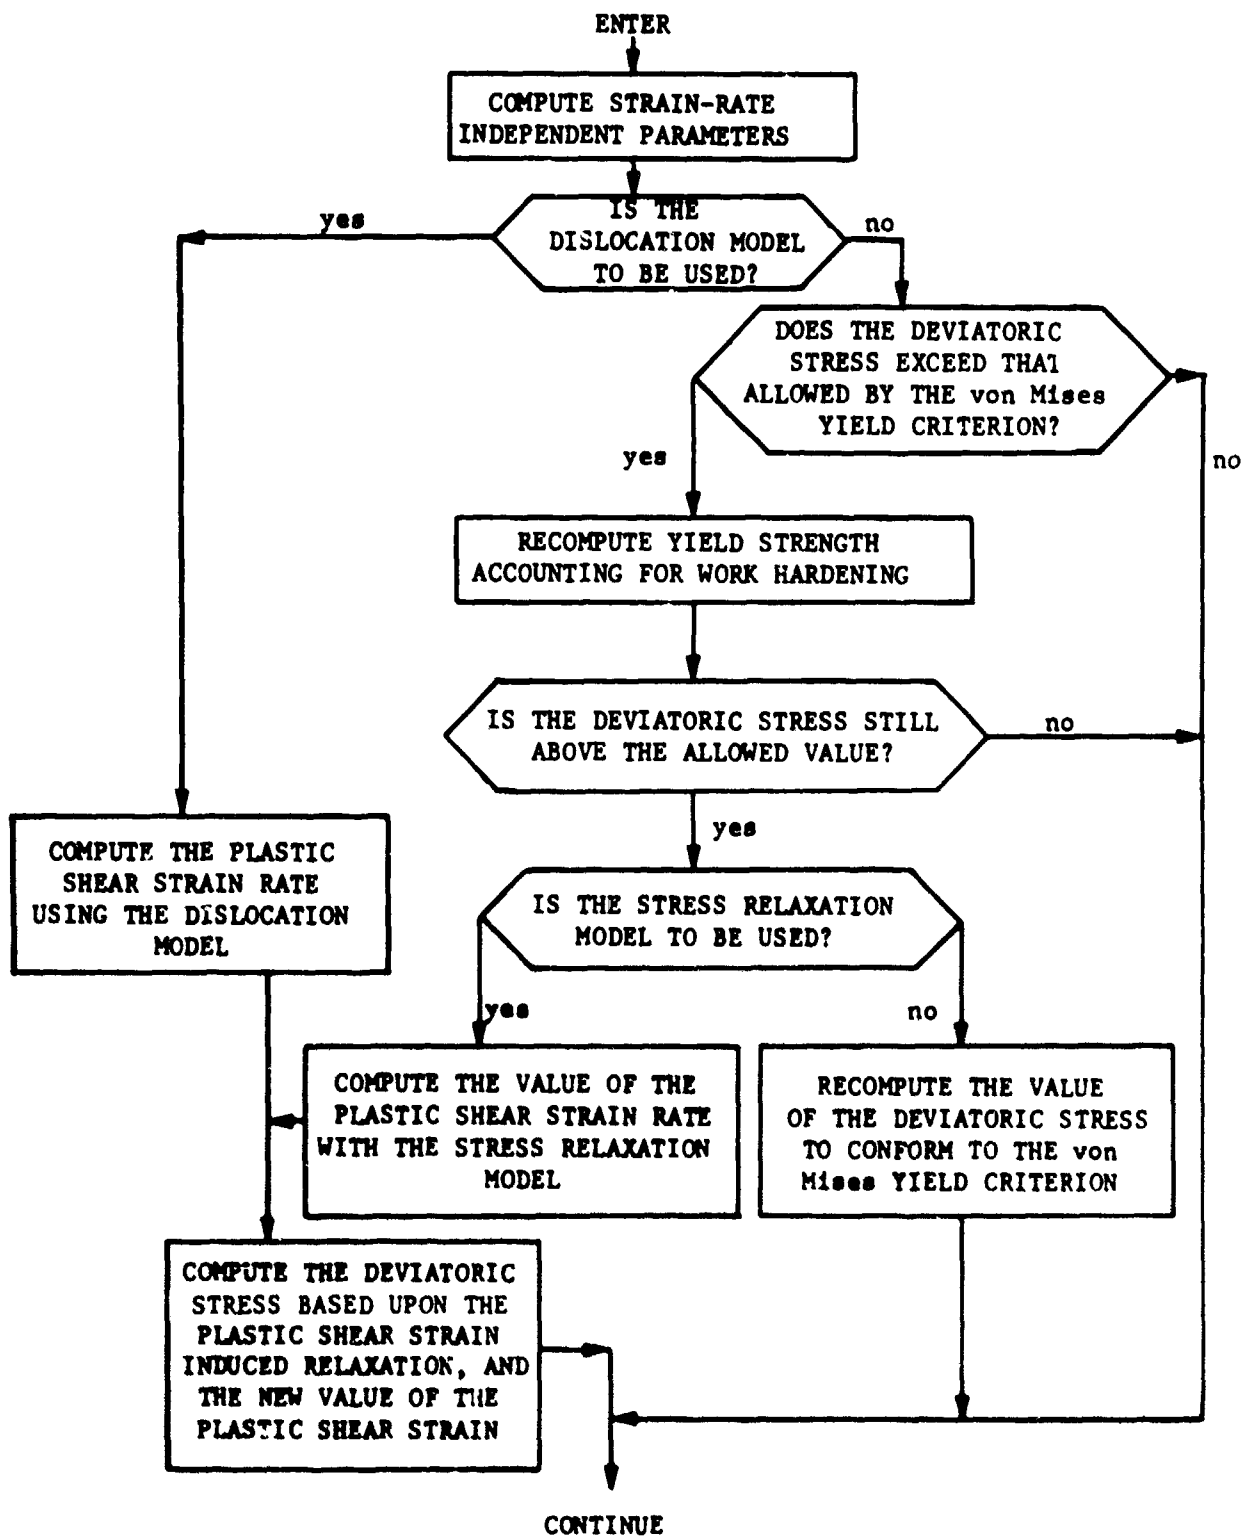 ENTER
COMPUTE STRAIN-RATE
INDEPENDENT PARAMETERS
IS THE
DISLOCATION MODEL
TO BE USED?
yes
no
DOES THE DEVIATORIC
STRESS EXCEED THAT
ALLOWED BY THE von Mises
YIELD CRITERION?
yes
no
RECOMPUTE YIELD STRENGTH
ACCOUNTING FOR WORK HARDENING
IS THE DEVIATORIC STRESS STILL
ABOVE THE ALLOWED VALUE?
no
yes
COMPUTE THE PLASTIC
SHEAR STRAIN RATE
USING THE DISLOCATION
MODEL
IS THE STRESS RELAXATION
MODEL TO BE USED?
yes
no
COMPUTE THE VALUE OF THE
PLASTIC SHEAR STRAIN RATE
WITH THE STRESS RELAXATION
MODEL
RECOMPUTE THE VALUE
OF THE DEVIATORIC STRESS
TO CONFORM TO THE von
Mises YIELD CRITERION
COMPUTE THE DEVIATORIC
STRESS BASED UPON THE
PLASTIC SHEAR STRAIN
INDUCED RELAXATION, AND
THE NEW VALUE OF THE
PLASTIC SHEAR STRAIN
CONTINUE